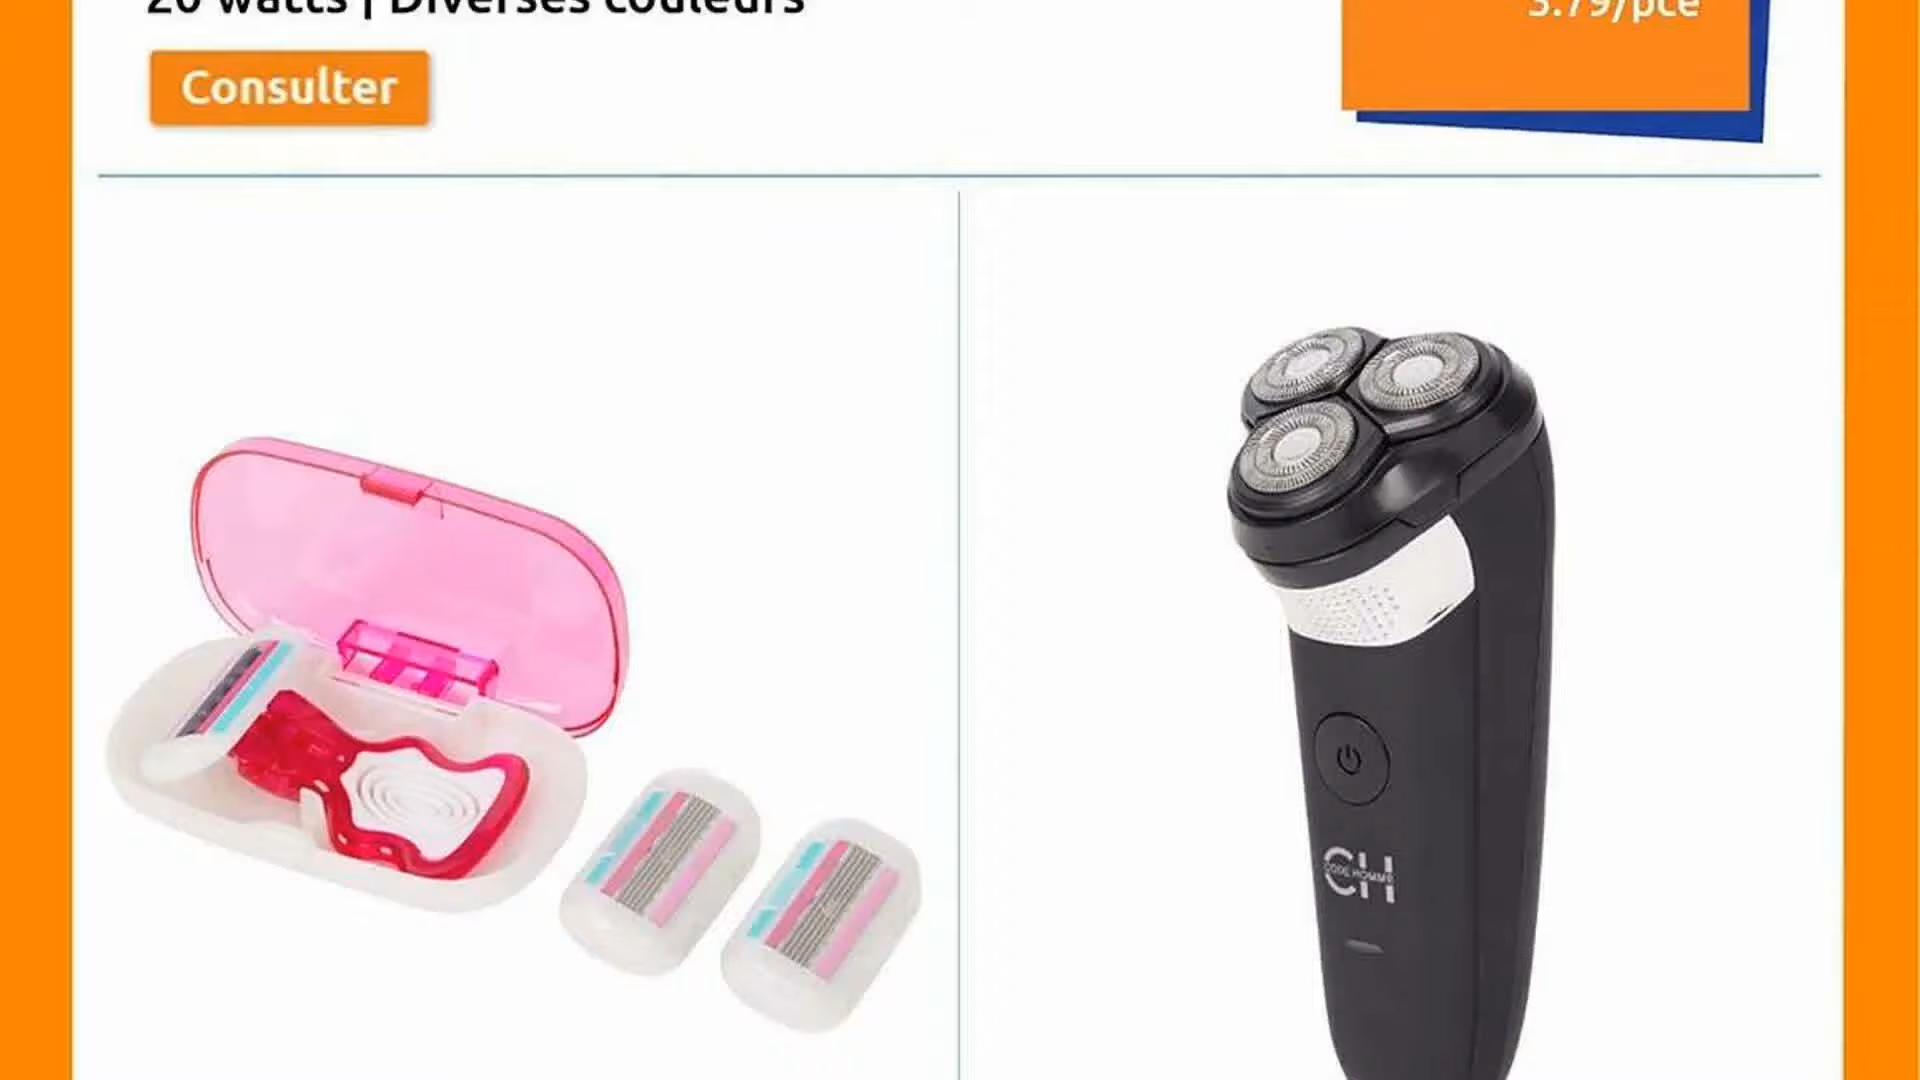 20 watts | Diverses couleurs
3.79/pce
Consulter
CH
CODE HOMME